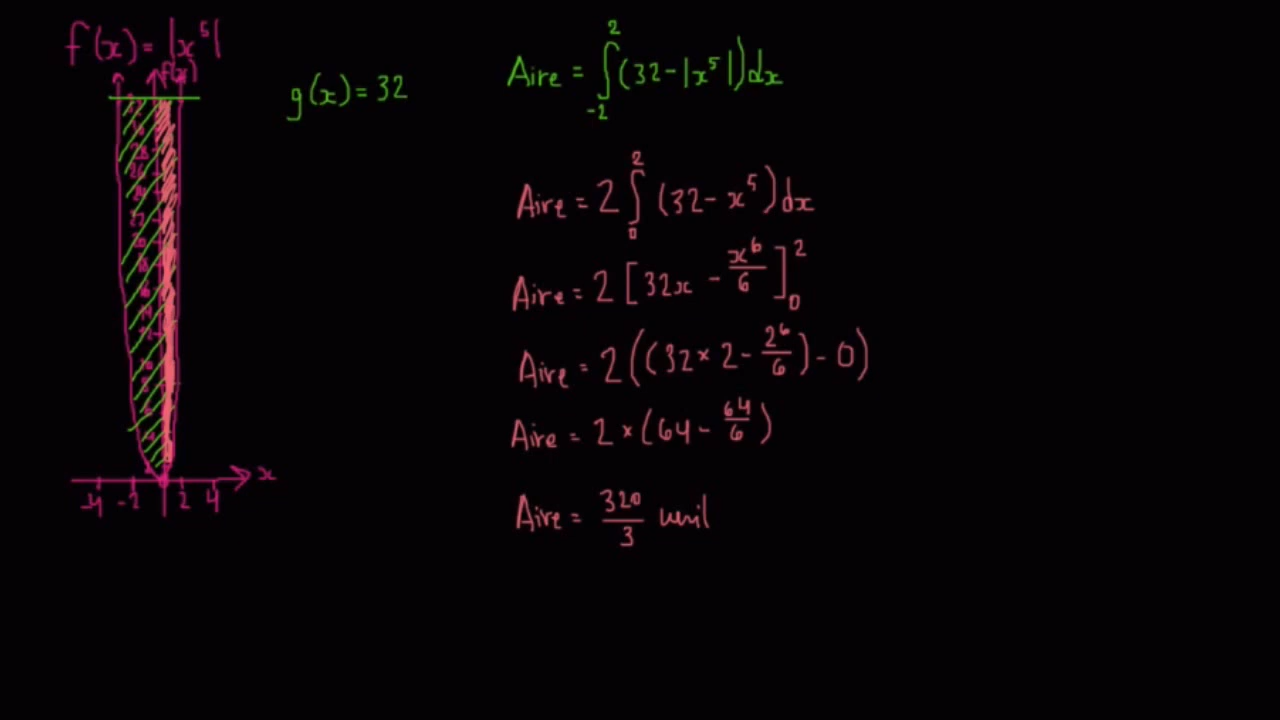 f(x) = |x⁵|
f(x)
g(x) = 32
28
26
x
-4 -2 2 4
Aire = ∫₋₂² (32 - |x⁵|) dx
Aire = 2 ∫₀² (32 - x⁵) dx
Aire = 2 [32x - x⁶/6]₀²
Aire = 2 ((32 × 2 - 2⁶/6) - 0)
Aire = 2 × (64 - 64/6)
Aire = 320/3